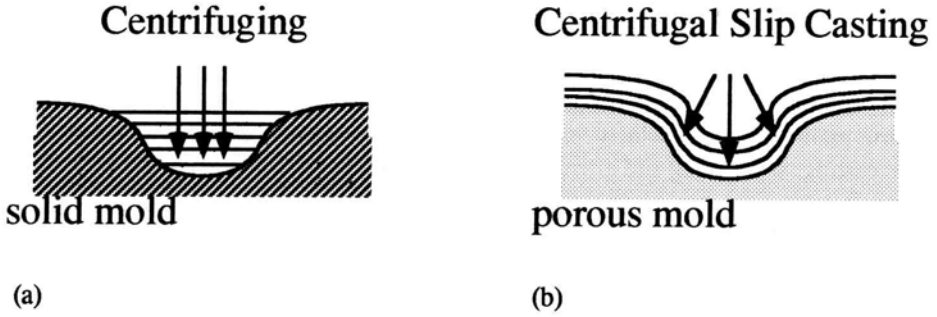 Centrifuging
Centrifugal Slip Casting
solid mold
porous mold
(a)
(b)